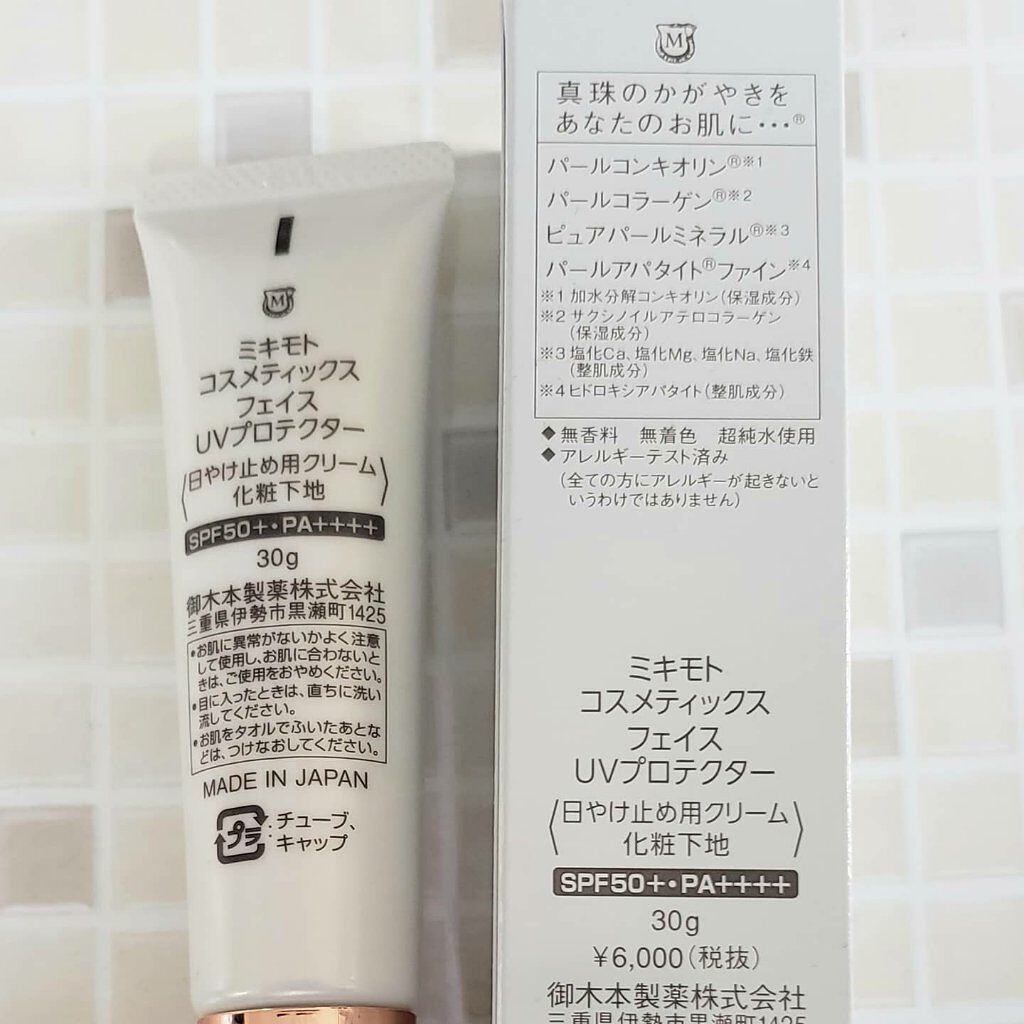 M
ミキモト
コスメティックス
フェイス
UVプロテクター
日やけ止め用クリーム
化粧下地
SPF50+・PA++++
30g
御木本製薬株式会社
三重県伊勢市黒瀬町1425
•お肌に異常がないかよく注意
して使用し、お肌に合わないと
きは、ご使用をおやめください。
•目に入ったときは、直ちに洗い
流してください。
•お肌をタオルでふいたあとな
どは、つけなおしてください。
MADE IN JAPAN
プラ:チューブ、
キャップ
M
真珠のかがやきを
あなたのお肌に…®
パールコンキオリン®※1
パールコラーゲン®※2
ピュアパールミネラル®※3
パールアパタイト®ファイン※4
※1 加水分解コンキオリン(保湿成分)
※2 サクシノイルアテロコラーゲン
(保湿成分)
※3 塩化Ca、塩化Mg、塩化Na、塩化鉄
(整肌成分)
※4 ヒドロキシアパタイト(整肌成分)
◆無香料 無着色 超純水使用
◆アレルギーテスト済み
(全ての方にアレルギーが起きないと
いうわけではありません)
ミキモト
コスメティックス
フェイス
UVプロテクター
日やけ止め用クリーム
化粧下地
SPF50+・PA++++
30g
¥6,000(税抜)
御木本製薬株式会社
三重県伊勢市黒瀬町1425